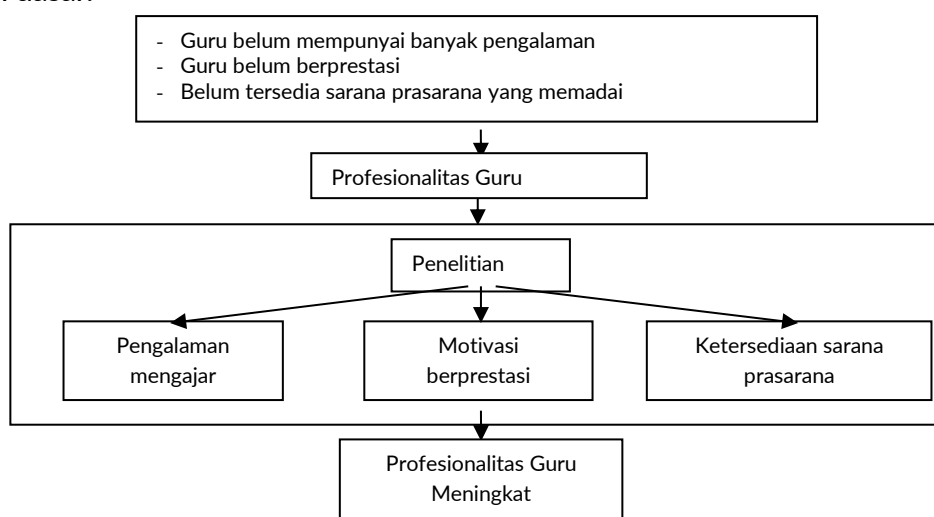 - Guru belum mempunyai banyak pengalaman
- Guru belum berprestasi
- Belum tersedia sarana prasarana yang memadai
Profesionalitas Guru
Penelitian
Pengalaman
mengajar
Motivasi
berprestasi
Ketersediaan sarana
prasarana
Profesionalitas Guru
Meningkat